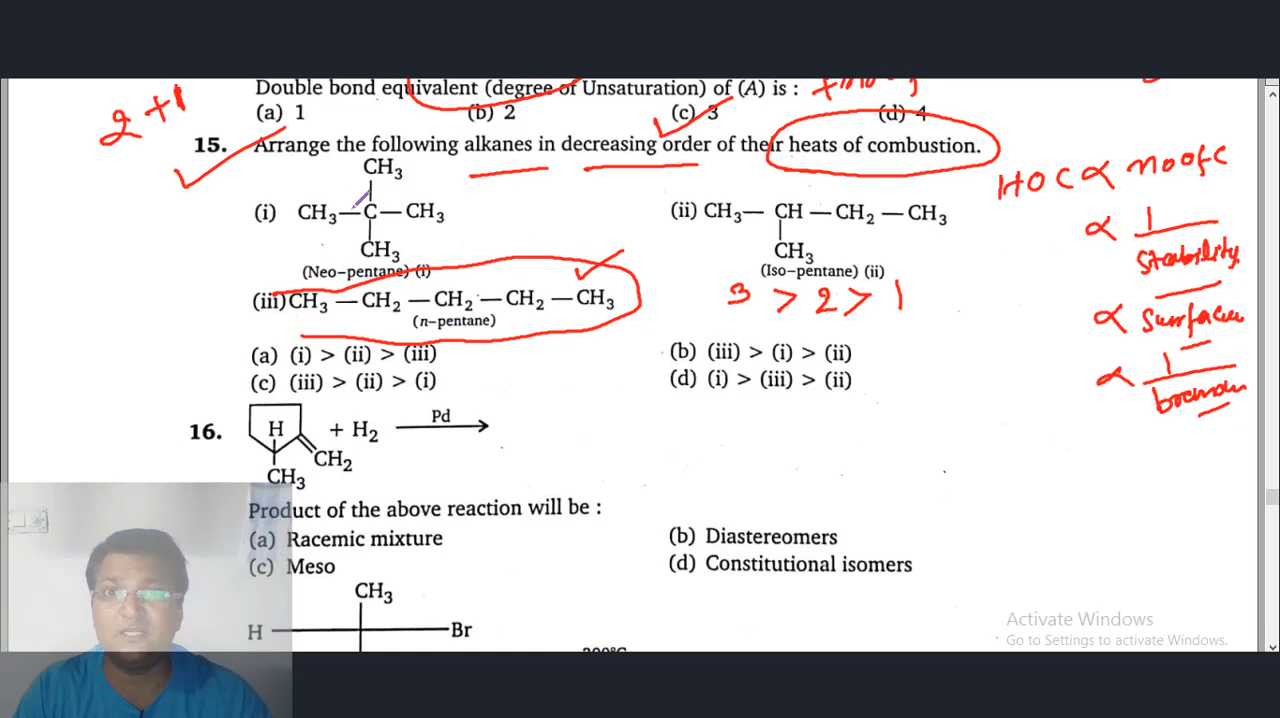 Double bond equivalent (degree of Unsaturation) of (A) is :
(a) 1 (b) 2 (c) 3 (d) 4
2 + 1
15. Arrange the following alkanes in decreasing order of their heats of combustion.
HOC ∝ no of C
CH3
(i) CH3—C—CH3 (ii) CH3— CH —CH2 —CH3
∝ 1
stability
CH3 CH3
(Neo-pentane) (i) (Iso-pentane) (ii)
(iii)CH3 — CH2 — CH2 — CH2 —CH3
3 > 2 > 1
∝
(n-pentane)
(a) (i) > (ii) > (iii) (b) (iii) > (i) > (ii)
∝ 1
(c) (iii) > (ii) > (i) (d) (i) > (iii) > (ii)
16. H + H2 Pd
CH2
CH3
Product of the above reaction will be :
(a) Racemic mixture (b) Diastereomers
(c) Meso (d) Constitutional isomers
CH3
H Br
Activate Windows
Go to Settings to activate Windows.